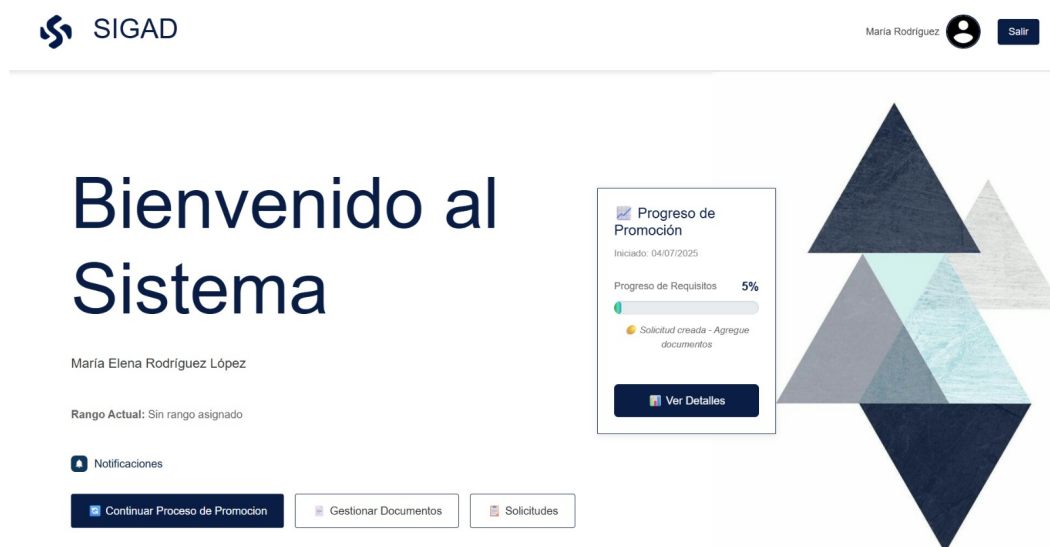 SIGAD
María Rodríguez
Salir
Bienvenido al
Sistema
María Elena Rodríguez López
Rango Actual: Sin rango asignado
Notificaciones
Continuar Proceso de Promocion
Gestionar Documentos
Solicitudes
Progreso de
Promoción
Iniciado: 04/07/2025
Progreso de Requisitos 5%
Solicitud creada - Agregue
documentos
Ver Detalles